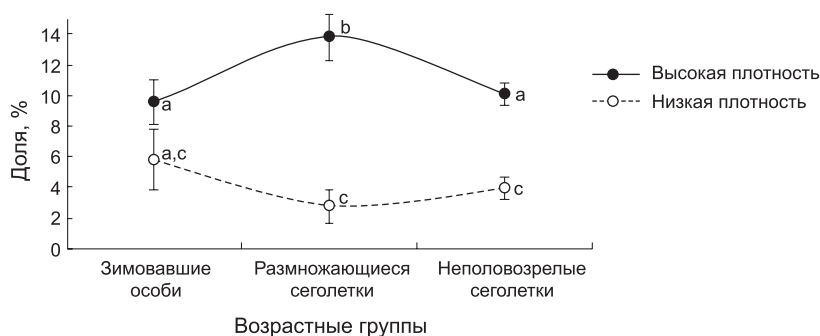 Доля, %
14
12
10
8
6
4
2
0
a
b
a
a,c
c
c
Высокая плотность
Низкая плотность
Зимовавшие
особи
Размножающиеся
сеголетки
Неполовозрелые
сеголетки
Возрастные группы